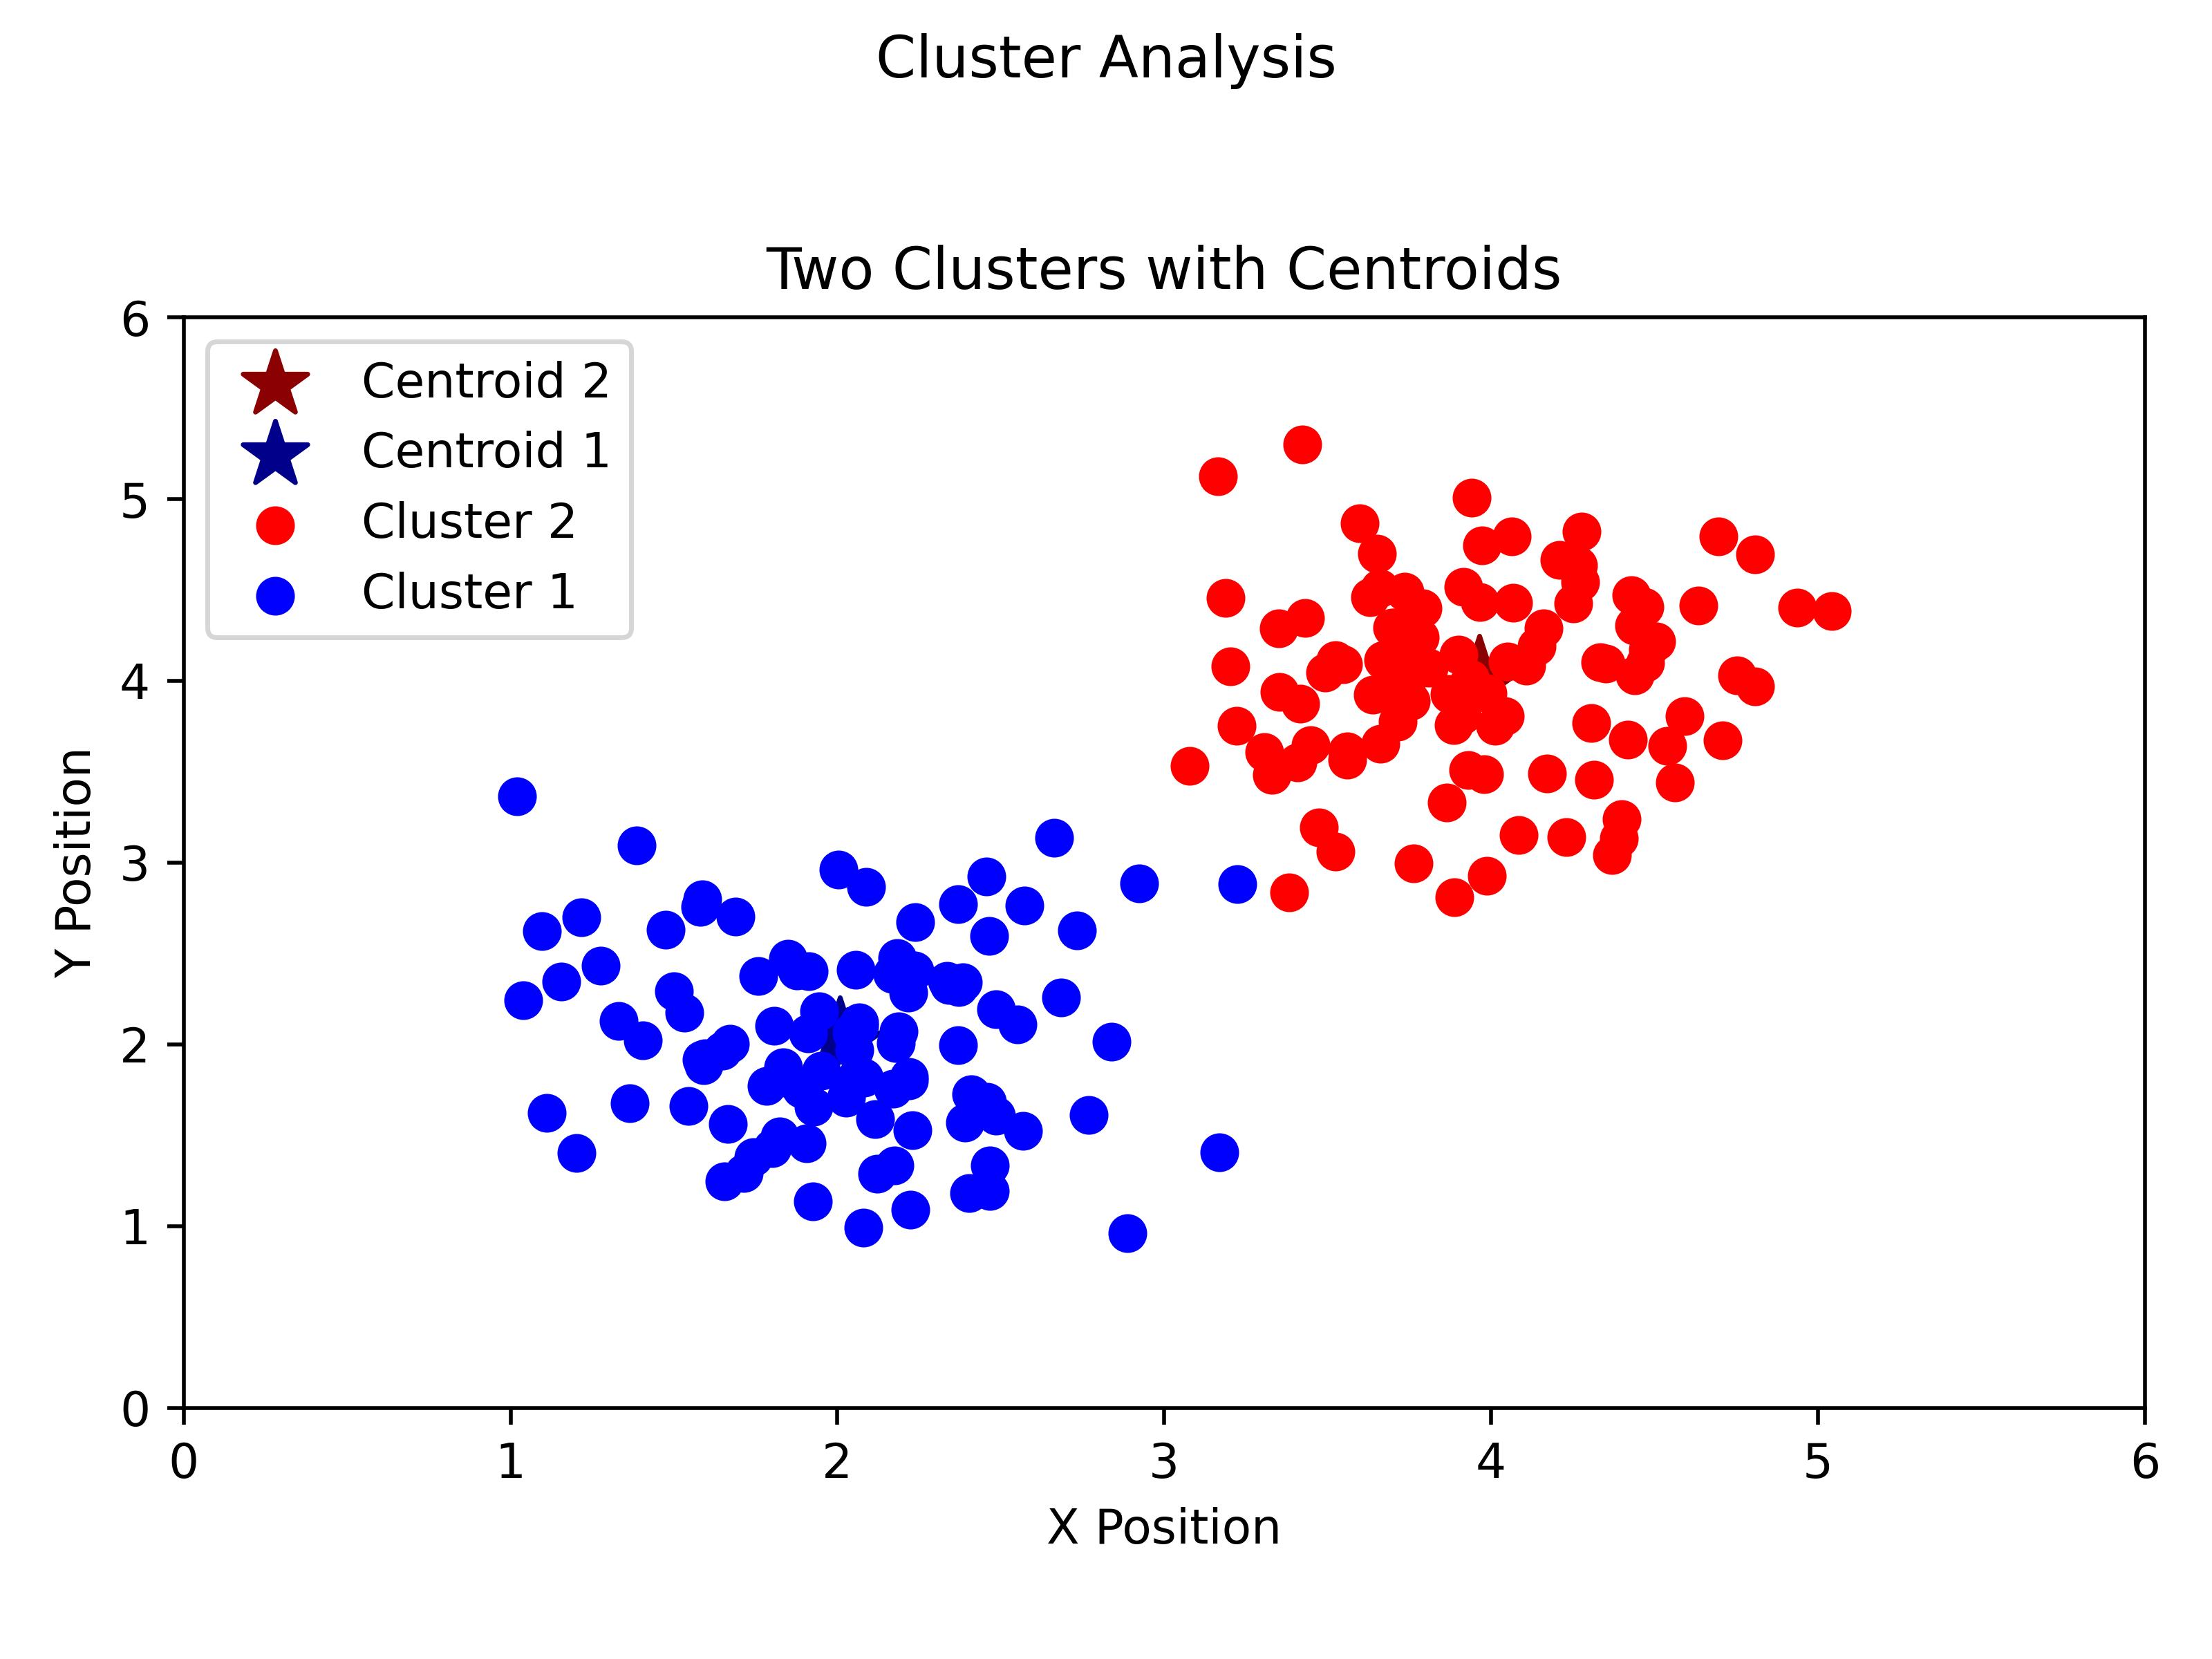 Cluster Analysis
Two Clusters with Centroids
Centroid 2
Centroid 1
Cluster 2
Cluster 1
Y Position
6
5
4
3
2
1
0
0 1 2 3 4 5 6
X Position